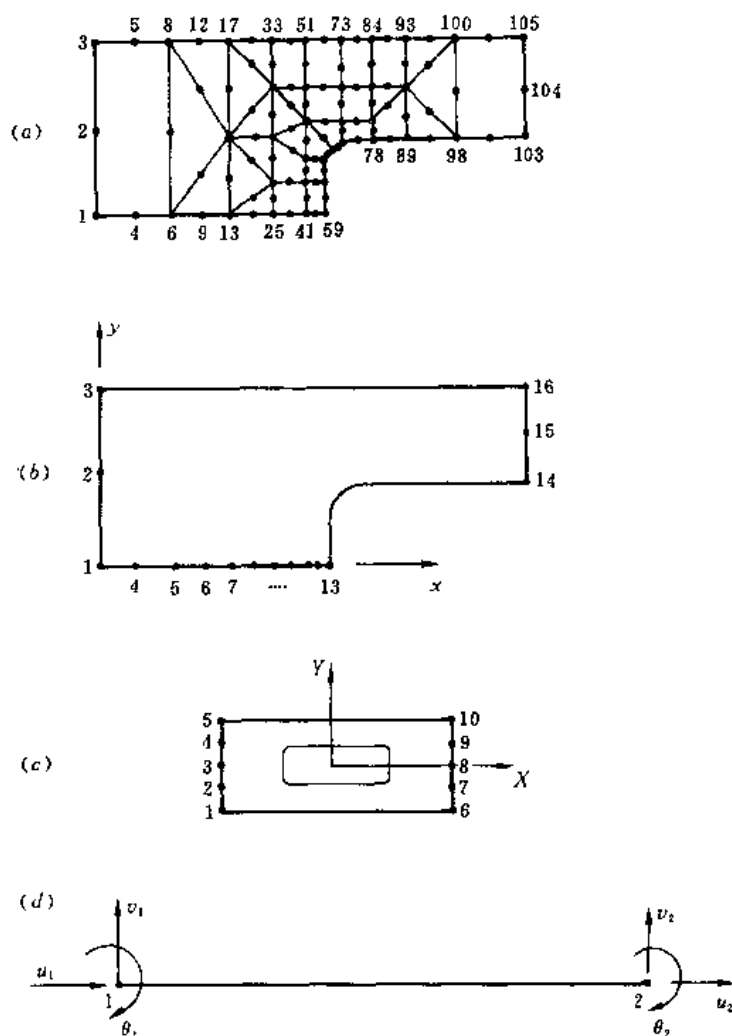 5 8 12 17 33 51 73 84 93 100 105
3
(a)
2
104
78 89 98 103
1
4 6 9 13 25 41 59
y
3
16
15
(b)
2
14
1
4 5 6 7 .... 13
x
Y
5
10
4
9
(c)
3
8
X
2
7
1
6
(d)
v₁
v₂
u₁
1
2
u₂
θ₁
θ₂